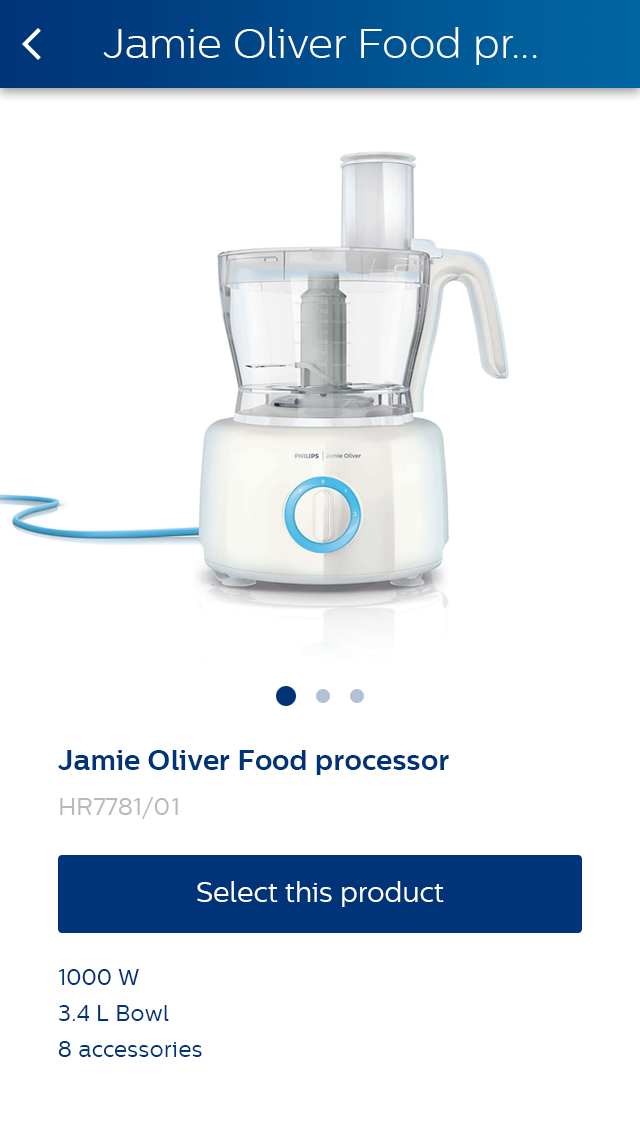 Jamie Oliver Food pr...
PHILIPS | Jamie Oliver
Jamie Oliver Food processor
HR7781/01
Select this product
1000 W
3.4 L Bowl
8 accessories